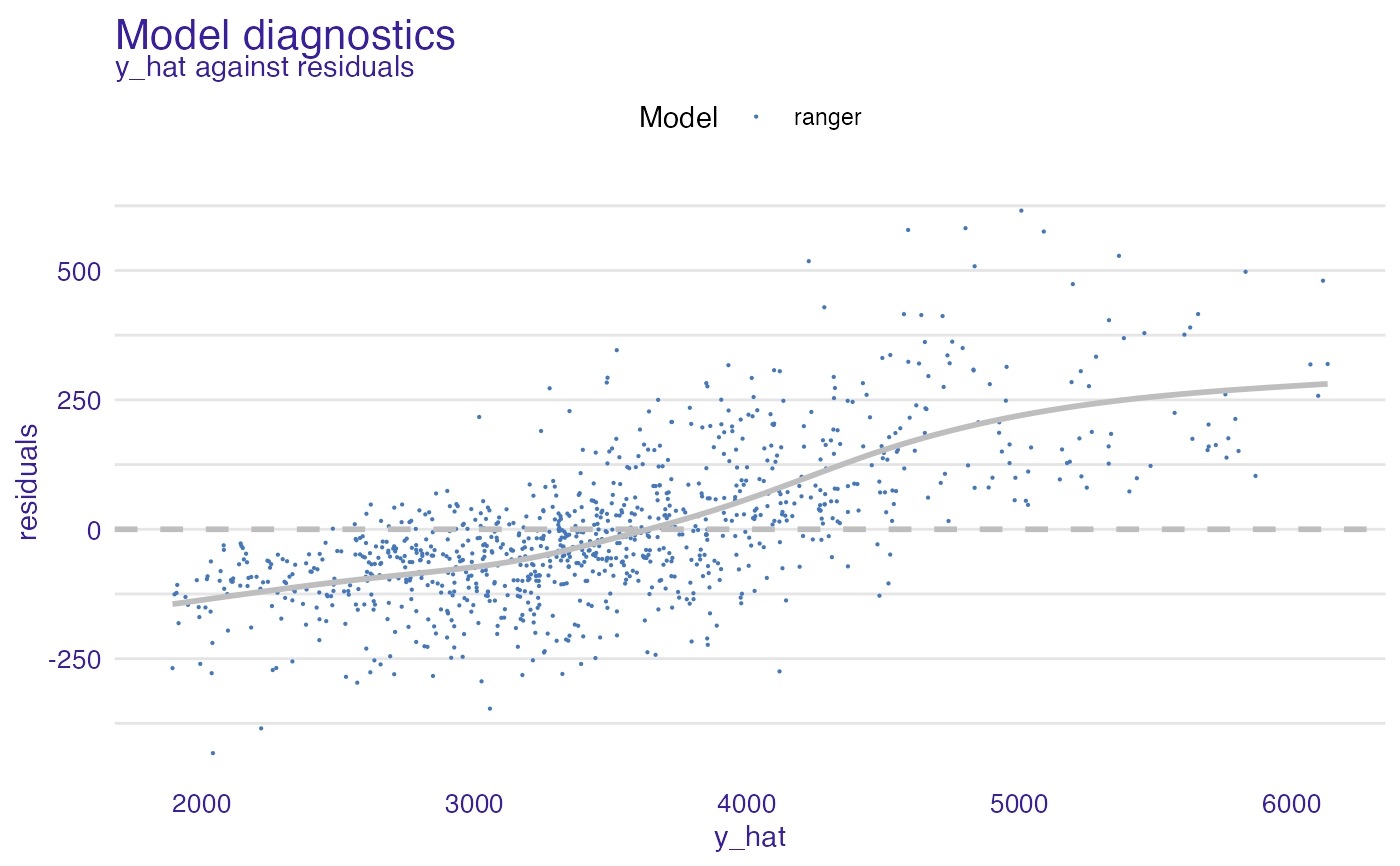 Model diagnostics
y_hat against residuals
Model ranger
500
250
0
-250
residuals
2000 3000 4000 5000 6000
y_hat